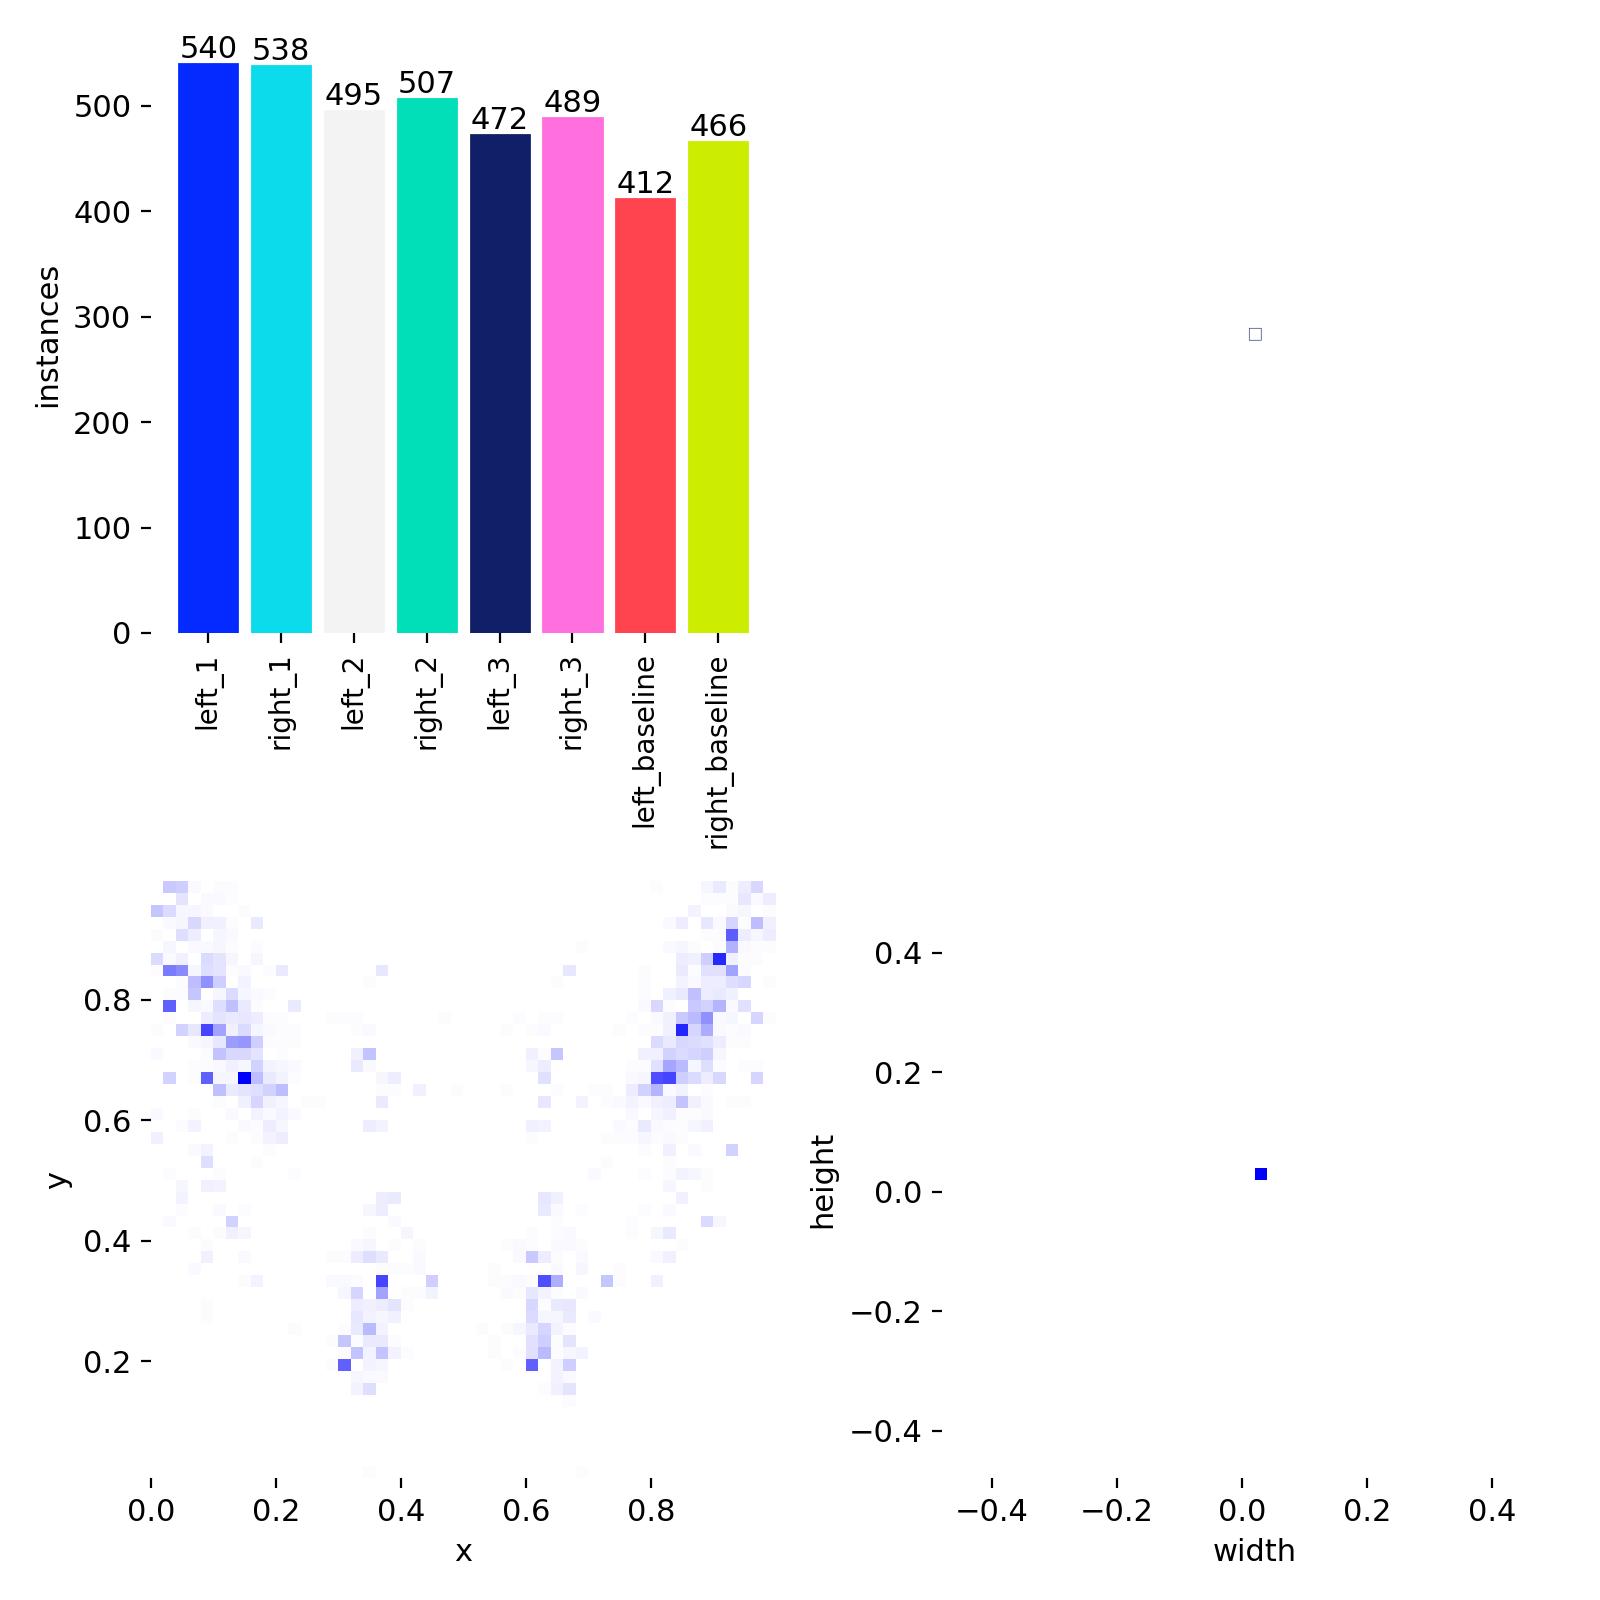 540 538 495 507 472 489 412 466
instances
500
400
300
200
100
0
left_1
right_1
left_2
right_2
left_3
right_3
left_baseline
right_baseline
y
0.8
0.6
0.4
0.2
0.0 0.2 0.4 0.6 0.8
x
height
0.4
0.2
0.0
−0.2
−0.4
−0.4 −0.2 0.0 0.2 0.4
width